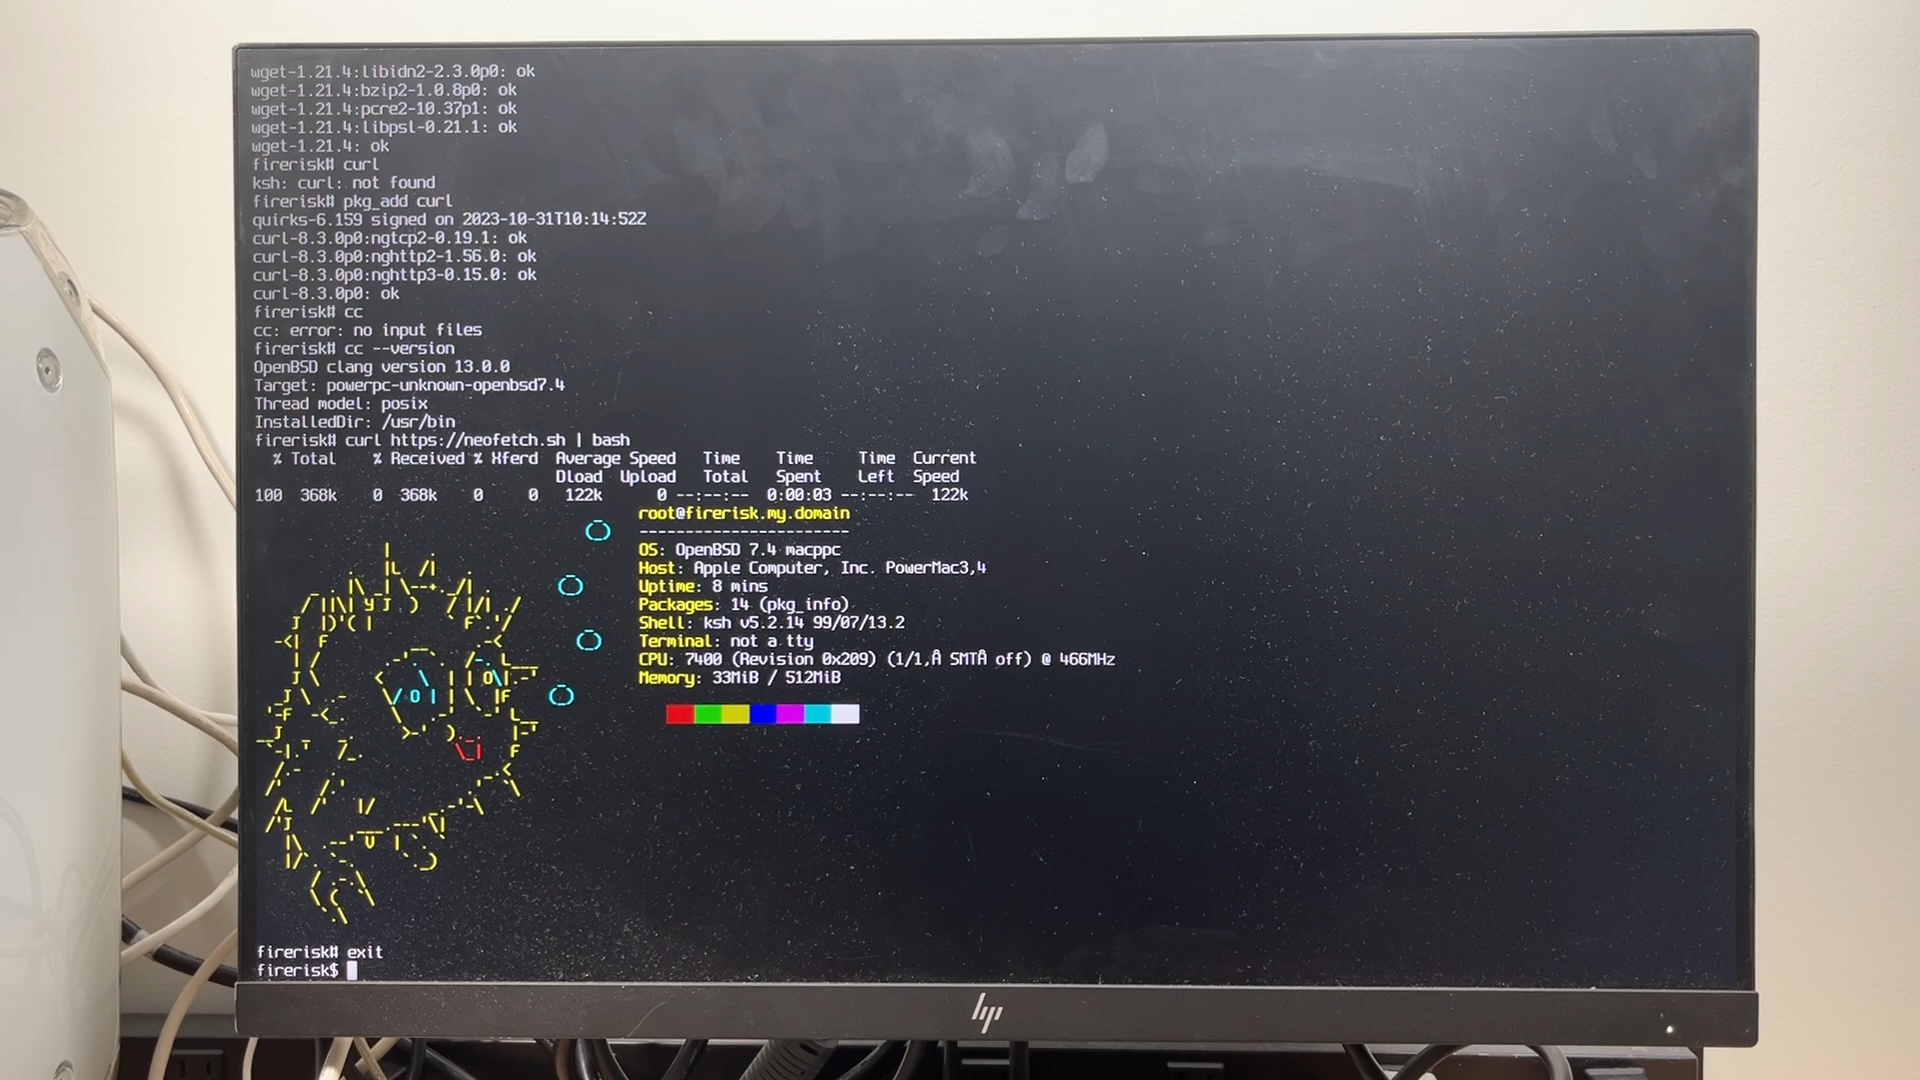 wget-1.21.4:libidn2-2.3.0p0: ok
wget-1.21.4:bzip2-1.0.8p0: ok
wget-1.21.4:pcre2-10.37p1: ok
wget-1.21.4:libpsl-0.21.1: ok
wget-1.21.4: ok
firerisk# curl
ksh: curl: not found
firerisk# pkg_add curl
quirks-6.159 signed on 2023-10-31T10:14:52Z
curl-8.3.0p0:ngtcp2-0.19.1: ok
curl-8.3.0p0:nghttp2-1.56.0: ok
curl-8.3.0p0:nghttp3-0.15.0: ok
curl-8.3.0p0: ok
firerisk# cc
cc: error: no input files
firerisk# cc --version
OpenBSD clang version 13.0.0
Target: powerpc-unknown-openbsd7.4
Thread model: posix
InstalledDir: /usr/bin
firerisk# curl https://neofetch.sh | bash
% Total % Received % Xferd Average Speed Time Time Time Current
Dload Upload Total Spent Left Speed
100 368k 0 368k 0 0 122k 0 --:--:-- 0:00:03 --:--:-- 122k
root@firerisk.my.domain
-----------------------
OS: OpenBSD 7.4 macppc
Host: Apple Computer, Inc. PowerMac3,4
Uptime: 8 mins
Packages: 14 (pkg_info)
Shell: ksh v5.2.14 99/07/13.2
Terminal: not a tty
CPU: 7400 (Revision 0x209) (1/1,Â SMTÂ off) @ 466MHz
Memory: 33MiB / 512MiB
firerisk# exit
firerisk$
hp